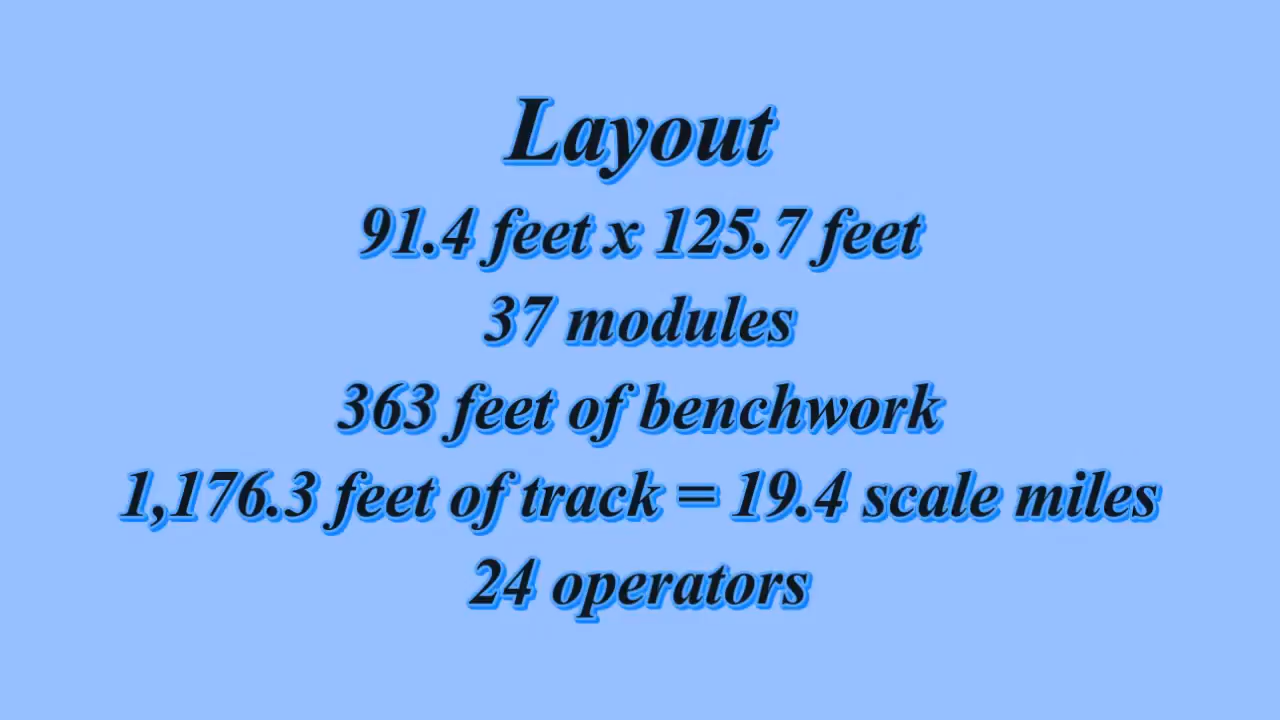 Layout
91.4 feet x 125.7 feet
37 modules
363 feet of benchwork
1,176.3 feet of track = 19.4 scale miles
24 operators